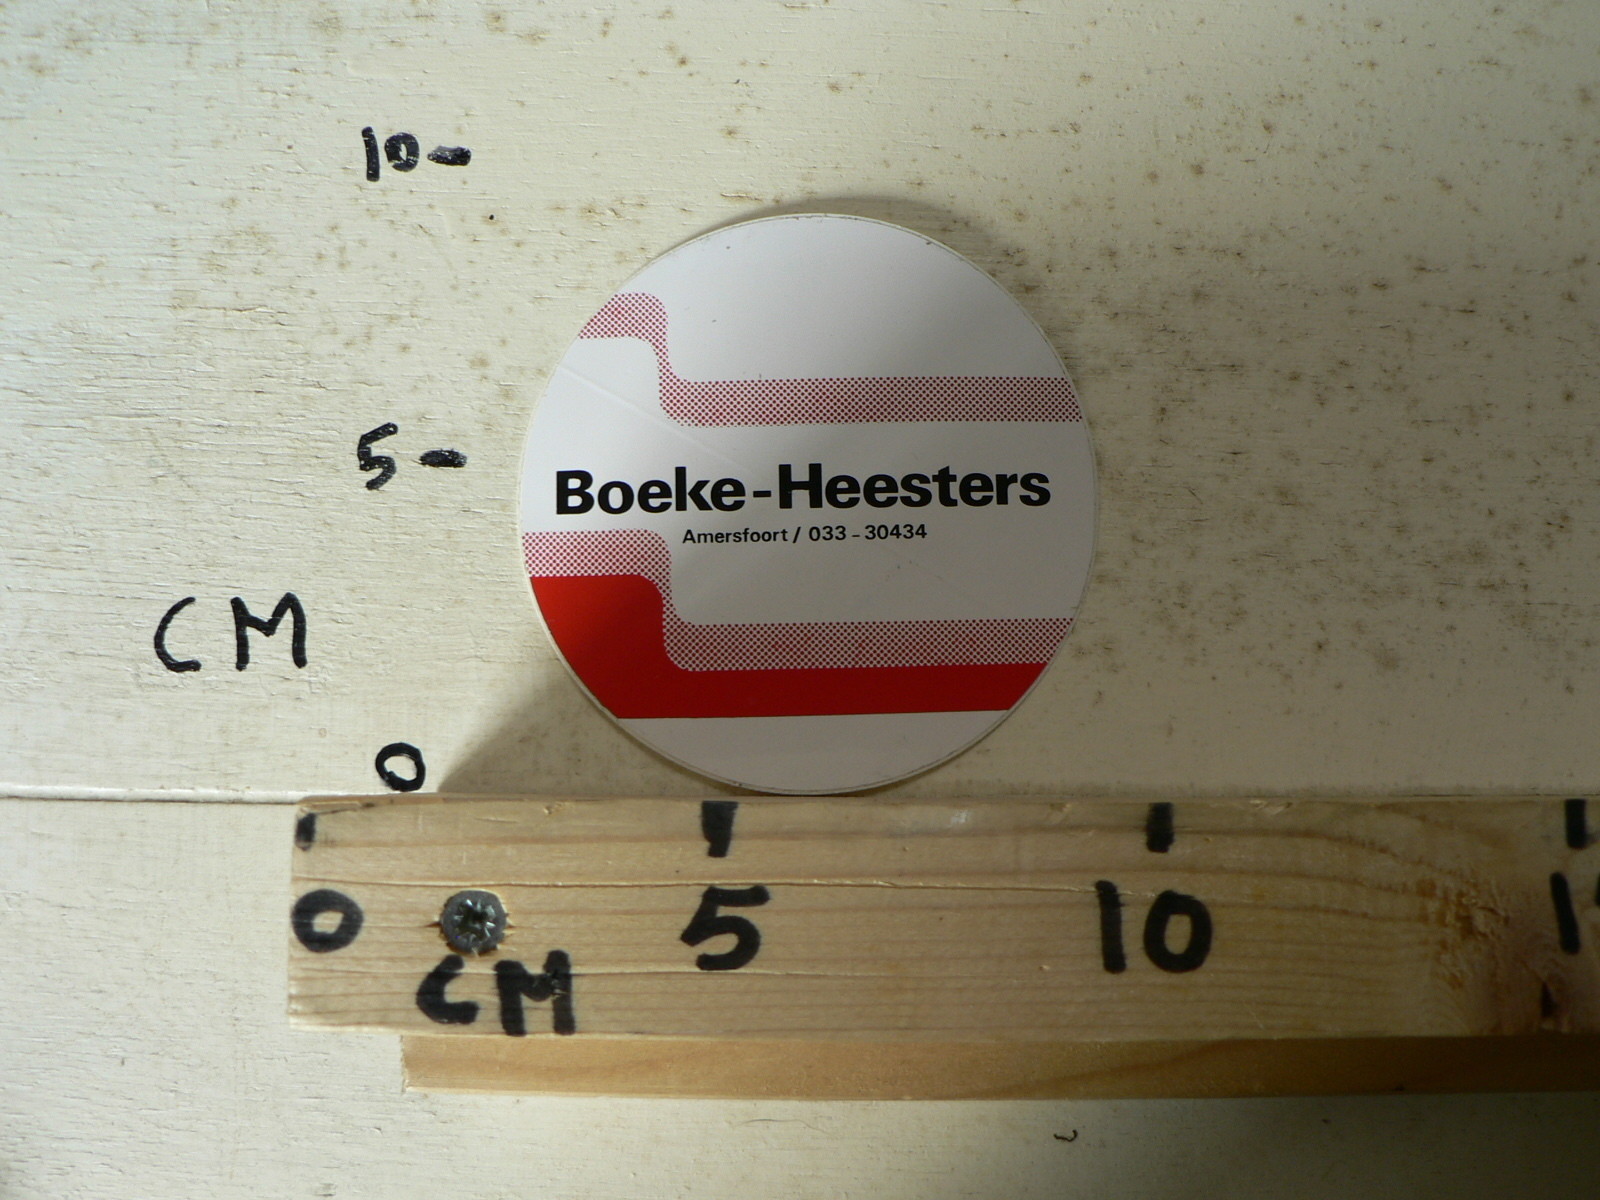 10-
5-
Boeke-Heesters
Amersfoort / 033-30434
CM
0
0 5 10
CM